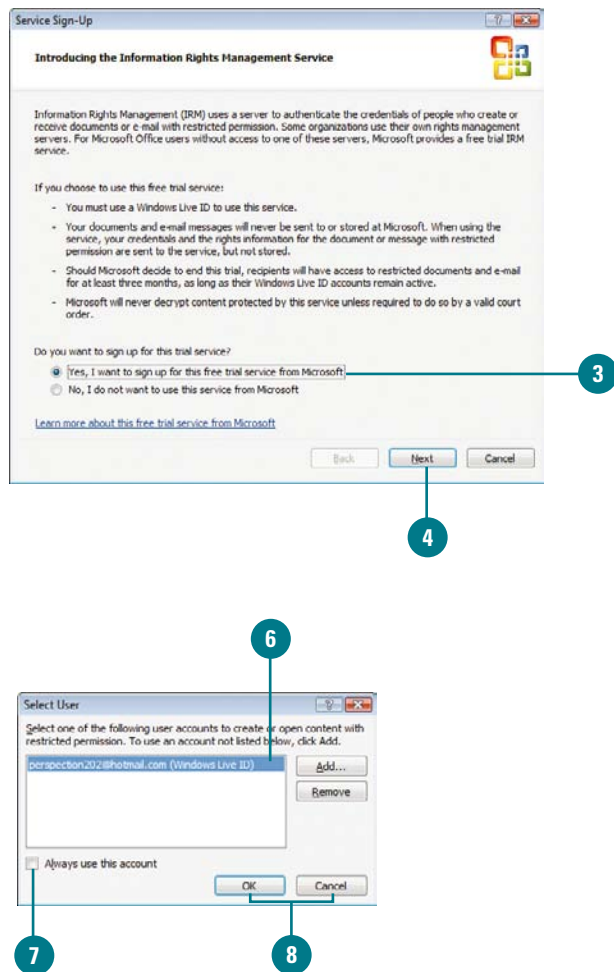 Service Sign-Up
Introducing the Information Rights Management Service
Information Rights Management (IRM) uses a server to authenticate the credentials of people who create or
receive documents or e-mail with restricted permission. Some organizations use their own rights management
servers. For Microsoft Office users without access to one of these servers, Microsoft provides a free trial IRM
service.
If you choose to use this free trial service:
- You must use a Windows Live ID to use this service.
- Your documents and e-mail messages will never be sent to or stored at Microsoft. When using the
service, your credentials and the rights information for the document or message with restricted
permission are sent to the service, but not stored.
- Should Microsoft decide to end this trial, recipients will have access to restricted documents and e-mail
for at least three months, as long as their Windows Live ID accounts remain active.
- Microsoft will never decrypt content protected by this service unless required to do so by a valid court
order.
Do you want to sign up for this trial service?
Yes, I want to sign up for this free trial service from Microsoft
3
No, I do not want to use this service from Microsoft
Learn more about this free trial service from Microsoft
Back Next Cancel
4
6
Select User
Select one of the following user accounts to create or open content with
restricted permission. To use an account not listed below, click Add.
perspection202@hotmail.com (Windows Live ID)
Add...
Remove
Always use this account
OK Cancel
7 8